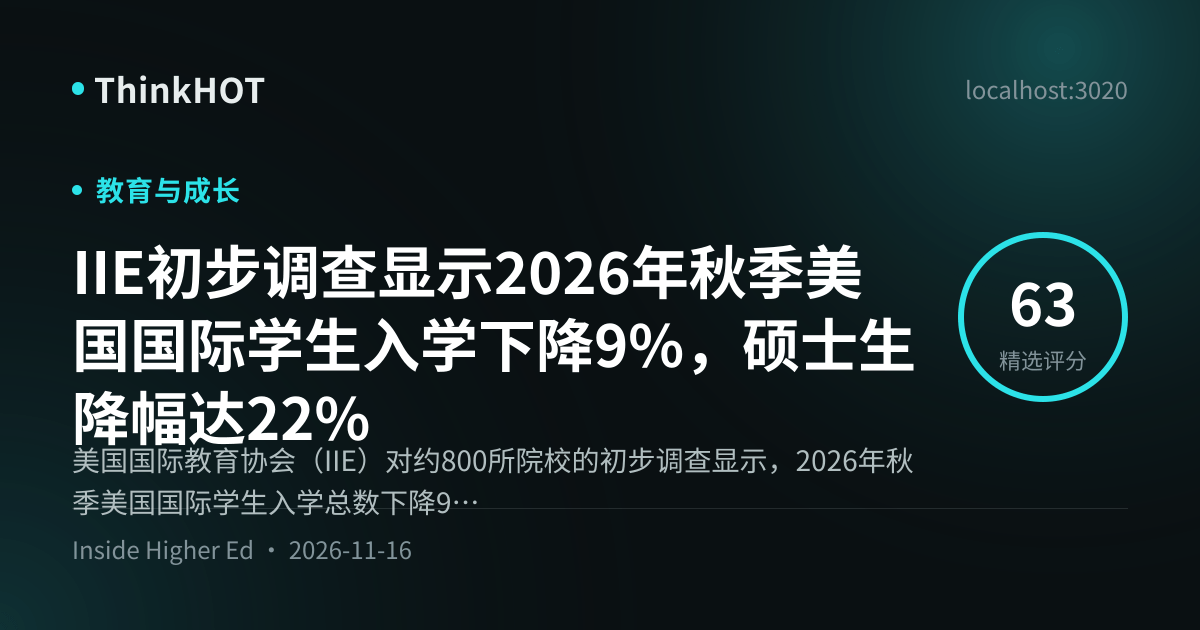 ThinkHOT
localhost:3020
教育与成长
IIE初步调查显示2026年秋季美
国国际学生入学下降9%，硕士生
降幅达22%
63
精选评分
美国国际教育协会（IIE）对约800所院校的初步调查显示，2026年秋
季美国国际学生入学总数下降9…
Inside Higher Ed · 2026-11-16